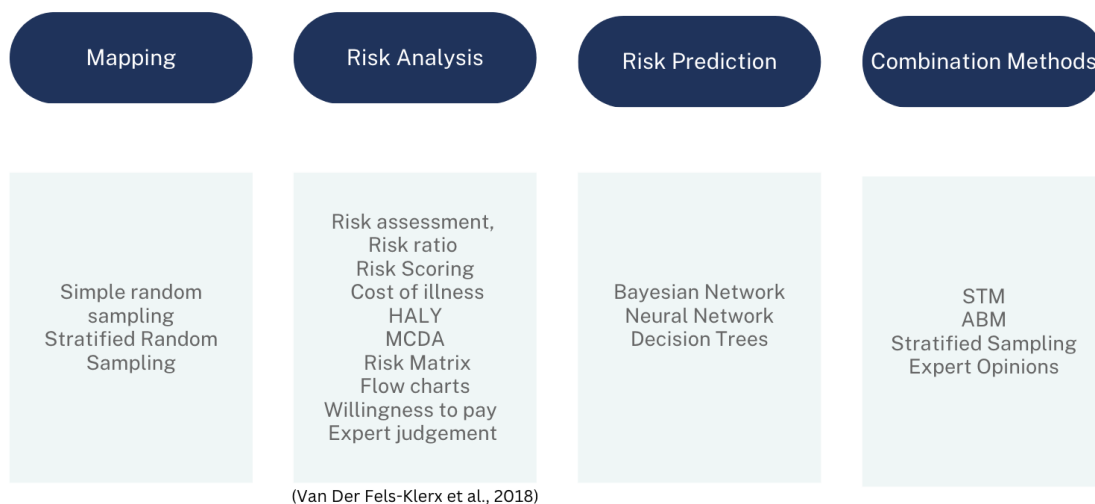 Mapping
Risk Analysis
Risk Prediction
Combination Methods
Simple random
sampling
Stratified Random
Sampling
Risk assessment,
Risk ratio
Risk Scoring
Cost of illness
HALY
MCDA
Risk Matrix
Flow charts
Willingness to pay
Expert judgement
Bayesian Network
Neural Network
Decision Trees
STM
ABM
Stratified Sampling
Expert Opinions
(Van Der Fels-Klerx et al., 2018)